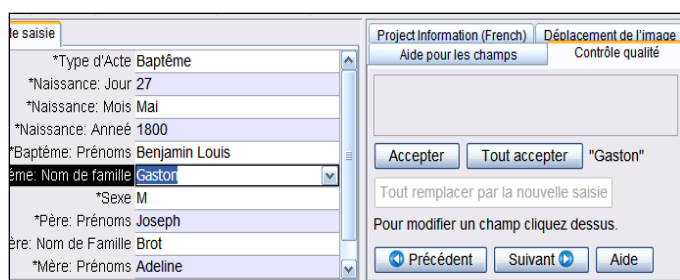 le saisie
*Type d'Acte Baptême
*Naissance: Jour 27
*Naissance: Mois Mai
*Naissance: Anneé 1800
*Baptéme: Prénoms Benjamin Louis
éme: Nom de famille Gaston
*Sexe M
*Père: Prénoms Joseph
ère: Nom de Famille Brot
*Mère: Prénoms Adeline
Project Information (French) Déplacement de l'image
Aide pour les champs Contrôle qualité
Accepter Tout accepter "Gaston"
Tout remplacer par la nouvelle saisie
Pour modifier un champ cliquez dessus.
Précédent Suivant Aide